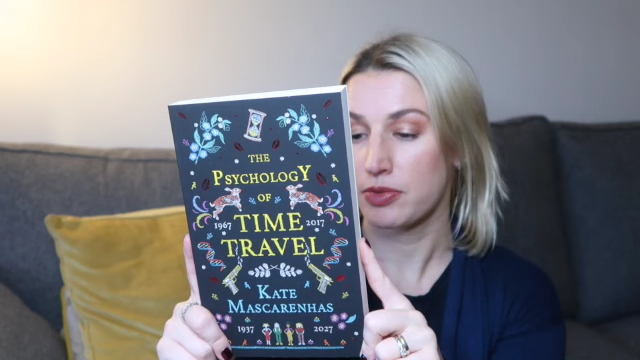 THE
PSYCHOLOGY
OF
1967 TIME 2017
TRAVEL
KATE
MASCARENHAS
1937 2027